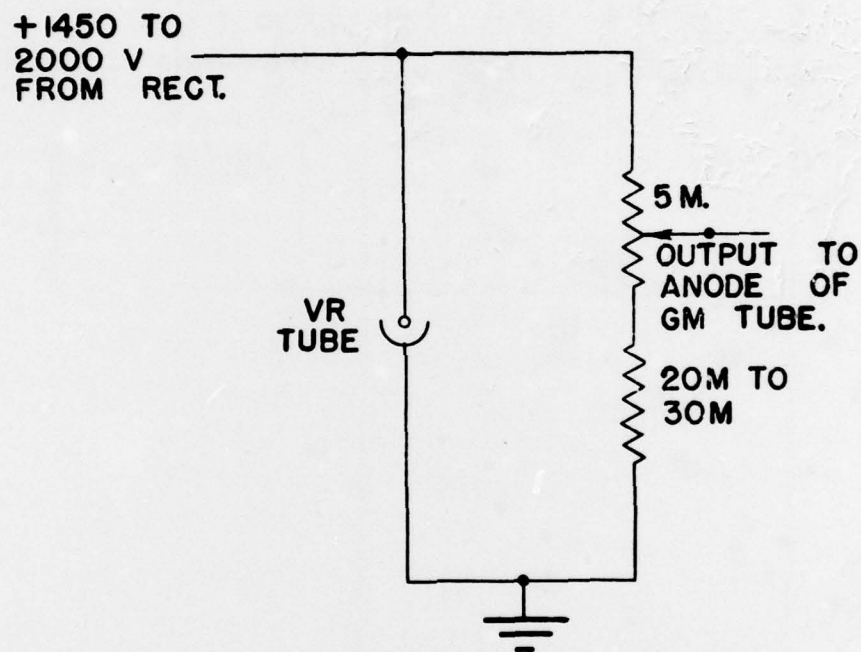 +1450 TO
2000 V
FROM RECT.
5 M.
OUTPUT TO
ANODE OF
GM TUBE.
VR
TUBE
20M TO
30M